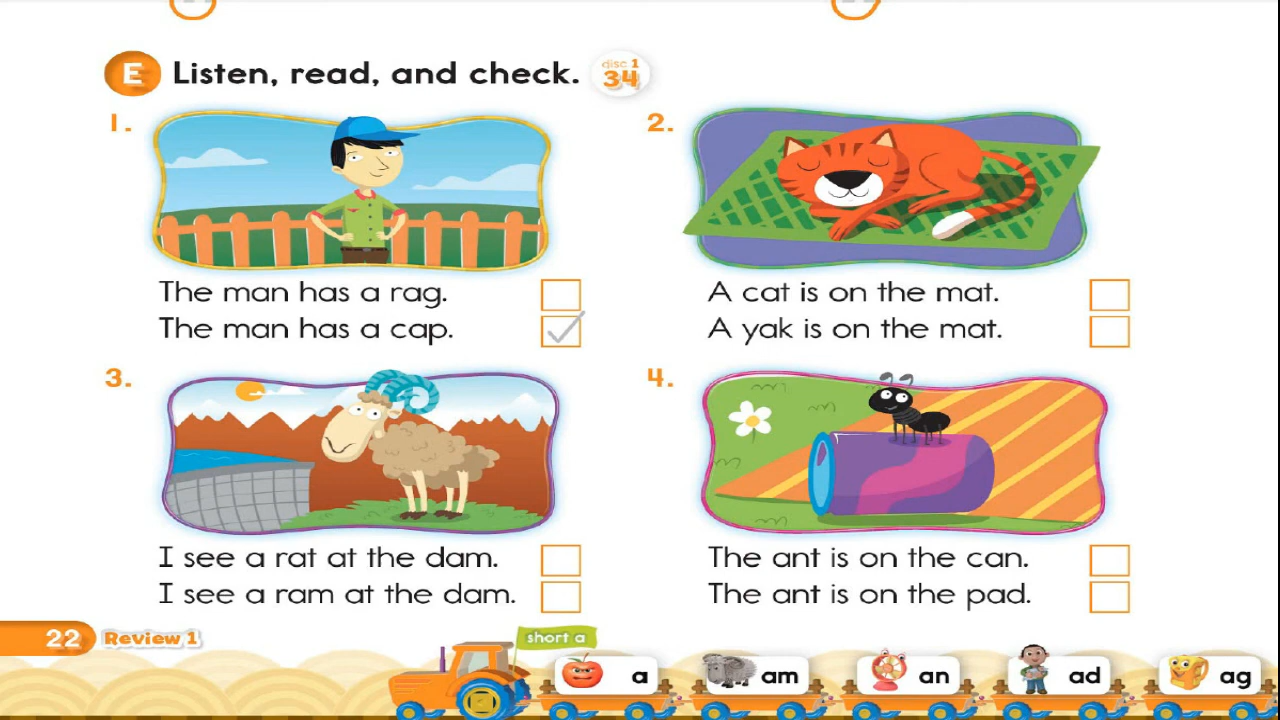 E Listen, read, and check. disc 1 34
1.
The man has a rag.
The man has a cap.
2.
A cat is on the mat.
A yak is on the mat.
3.
I see a rat at the dam.
I see a ram at the dam.
4.
The ant is on the can.
The ant is on the pad.
22 Review 1
short a
a am an ad ag